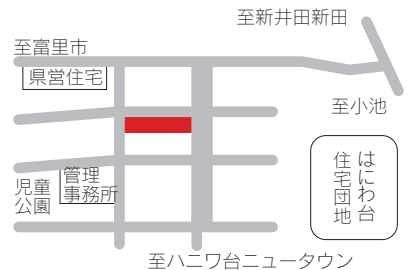 至新井田新田
至富里市
県営住宅
至小池
はにわ台
住宅団地
管理
事務所
児童
公園
至ハニワ台ニュータウン